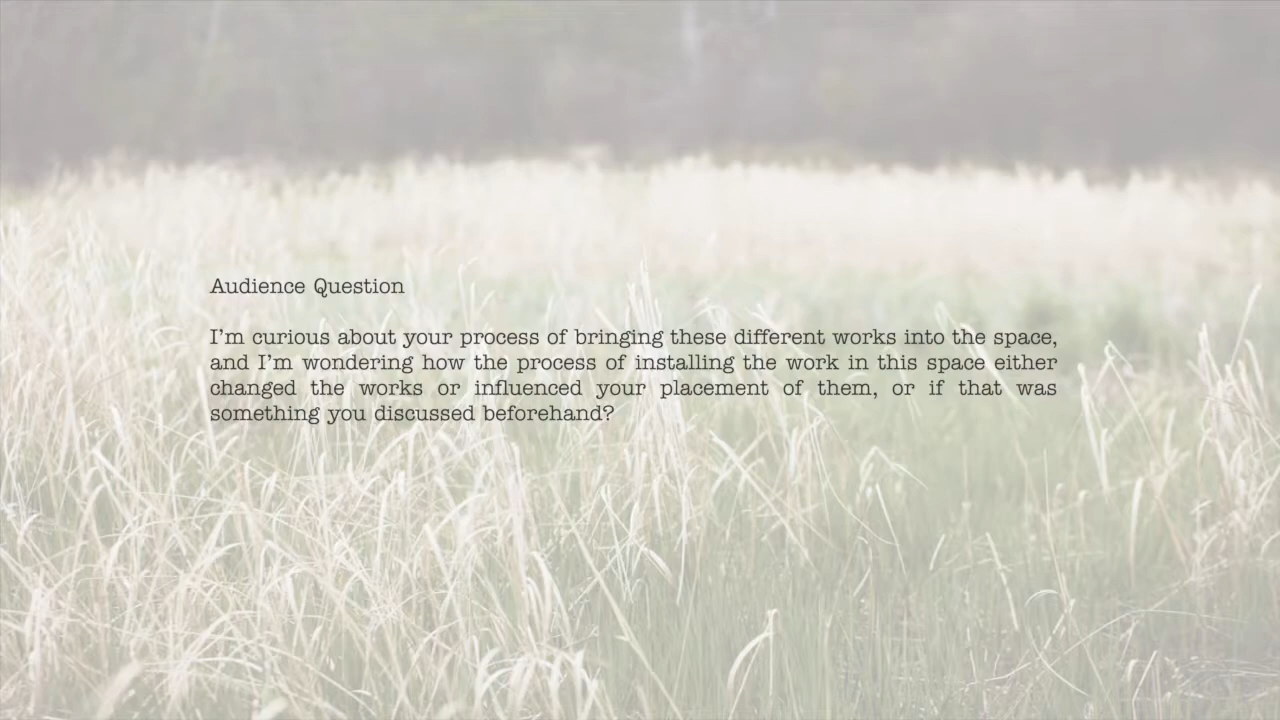 Audience Question
I'm curious about your process of bringing these different works into the space,
and I'm wondering how the process of installing the work in this space either
changed the works or influenced your placement of them, or if that was
something you discussed beforehand?